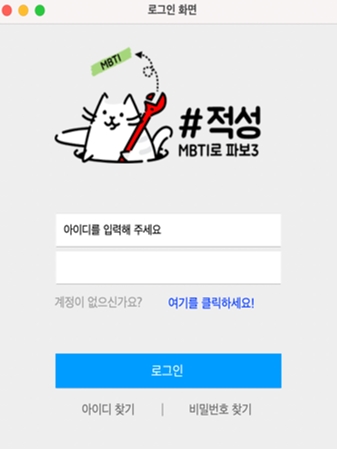 로그인 화면
MBTI
#적성
MBTI로 파보3
아이디를 입력해 주세요
계정이 없으신가요? 여기를 클릭하세요!
로그인
아이디 찾기 | 비밀번호 찾기